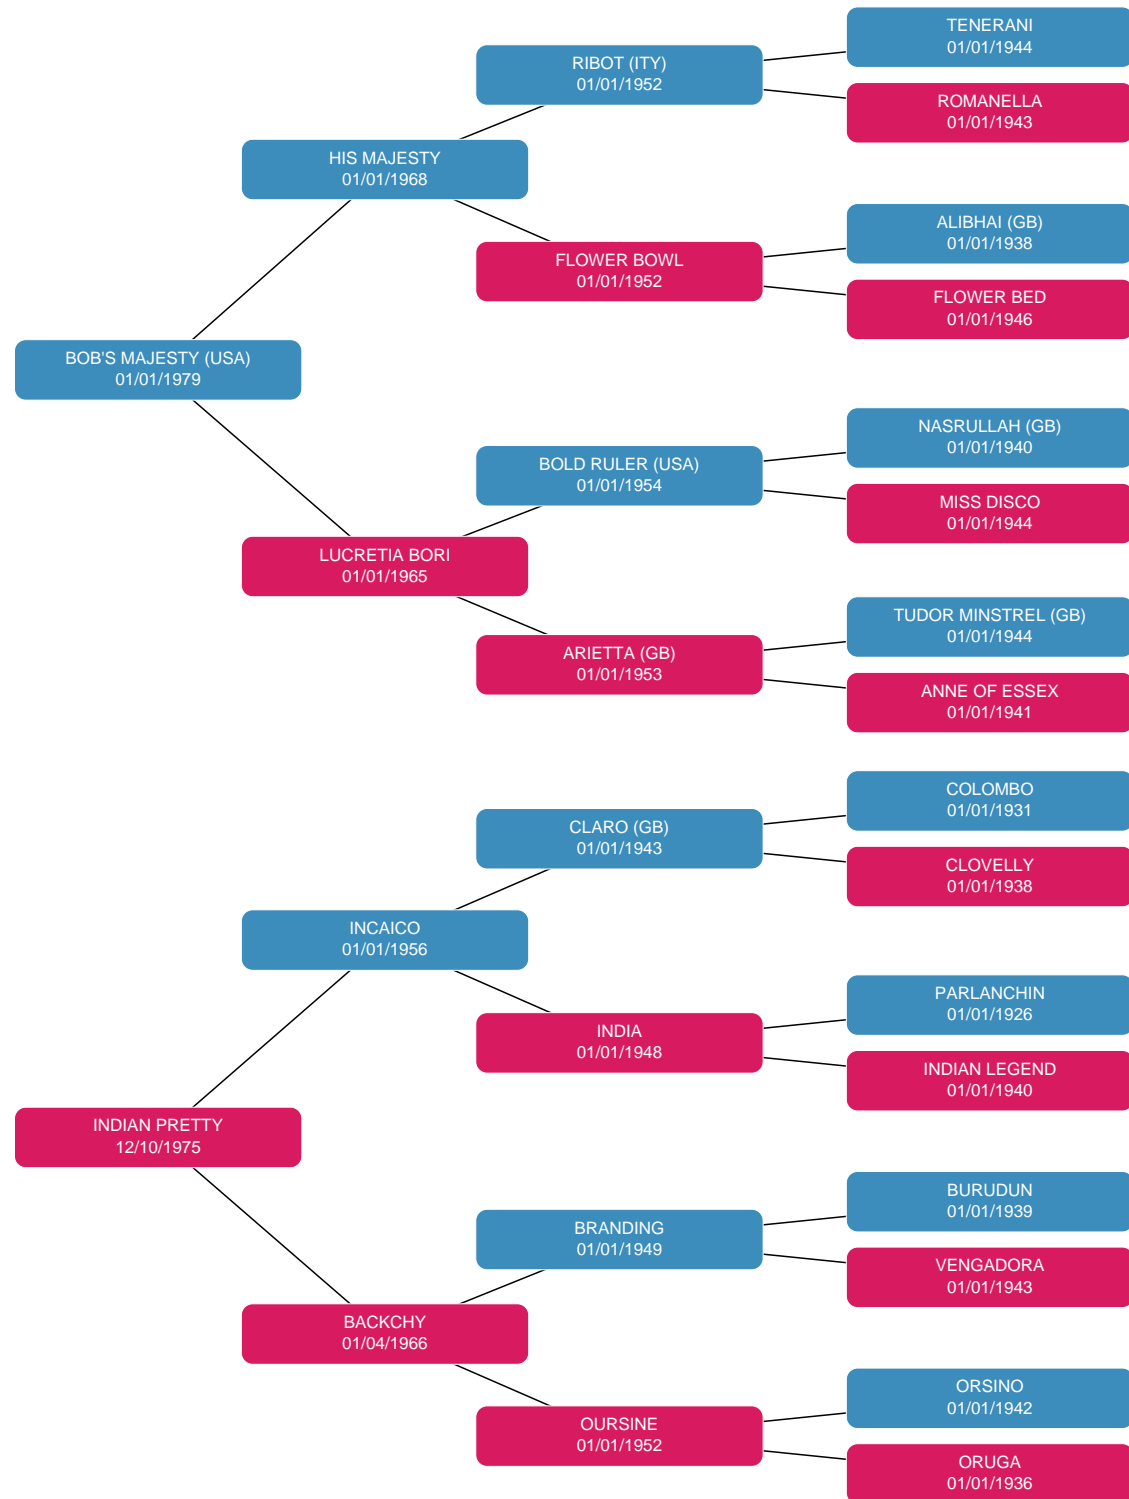 TENERANI
01/01/1944
RIBOT (ITY)
01/01/1952
ROMANELLA
01/01/1943
HIS MAJESTY
01/01/1968
ALIBHAI (GB)
01/01/1938
FLOWER BOWL
01/01/1952
FLOWER BED
01/01/1946
BOB'S MAJESTY (USA)
01/01/1979
NASRULLAH (GB)
01/01/1940
BOLD RULER (USA)
01/01/1954
MISS DISCO
01/01/1944
LUCRETIA BORI
01/01/1965
TUDOR MINSTREL (GB)
01/01/1944
ARIETTA (GB)
01/01/1953
ANNE OF ESSEX
01/01/1941
COLOMBO
01/01/1931
CLARO (GB)
01/01/1943
CLOVELLY
01/01/1938
INCAICO
01/01/1956
PARLANCHIN
01/01/1926
INDIA
01/01/1948
INDIAN LEGEND
01/01/1940
INDIAN PRETTY
12/10/1975
BURUDUN
01/01/1939
BRANDING
01/01/1949
VENGADORA
01/01/1943
BACKCHY
01/04/1966
ORSINO
01/01/1942
OURSINE
01/01/1952
ORUGA
01/01/1936